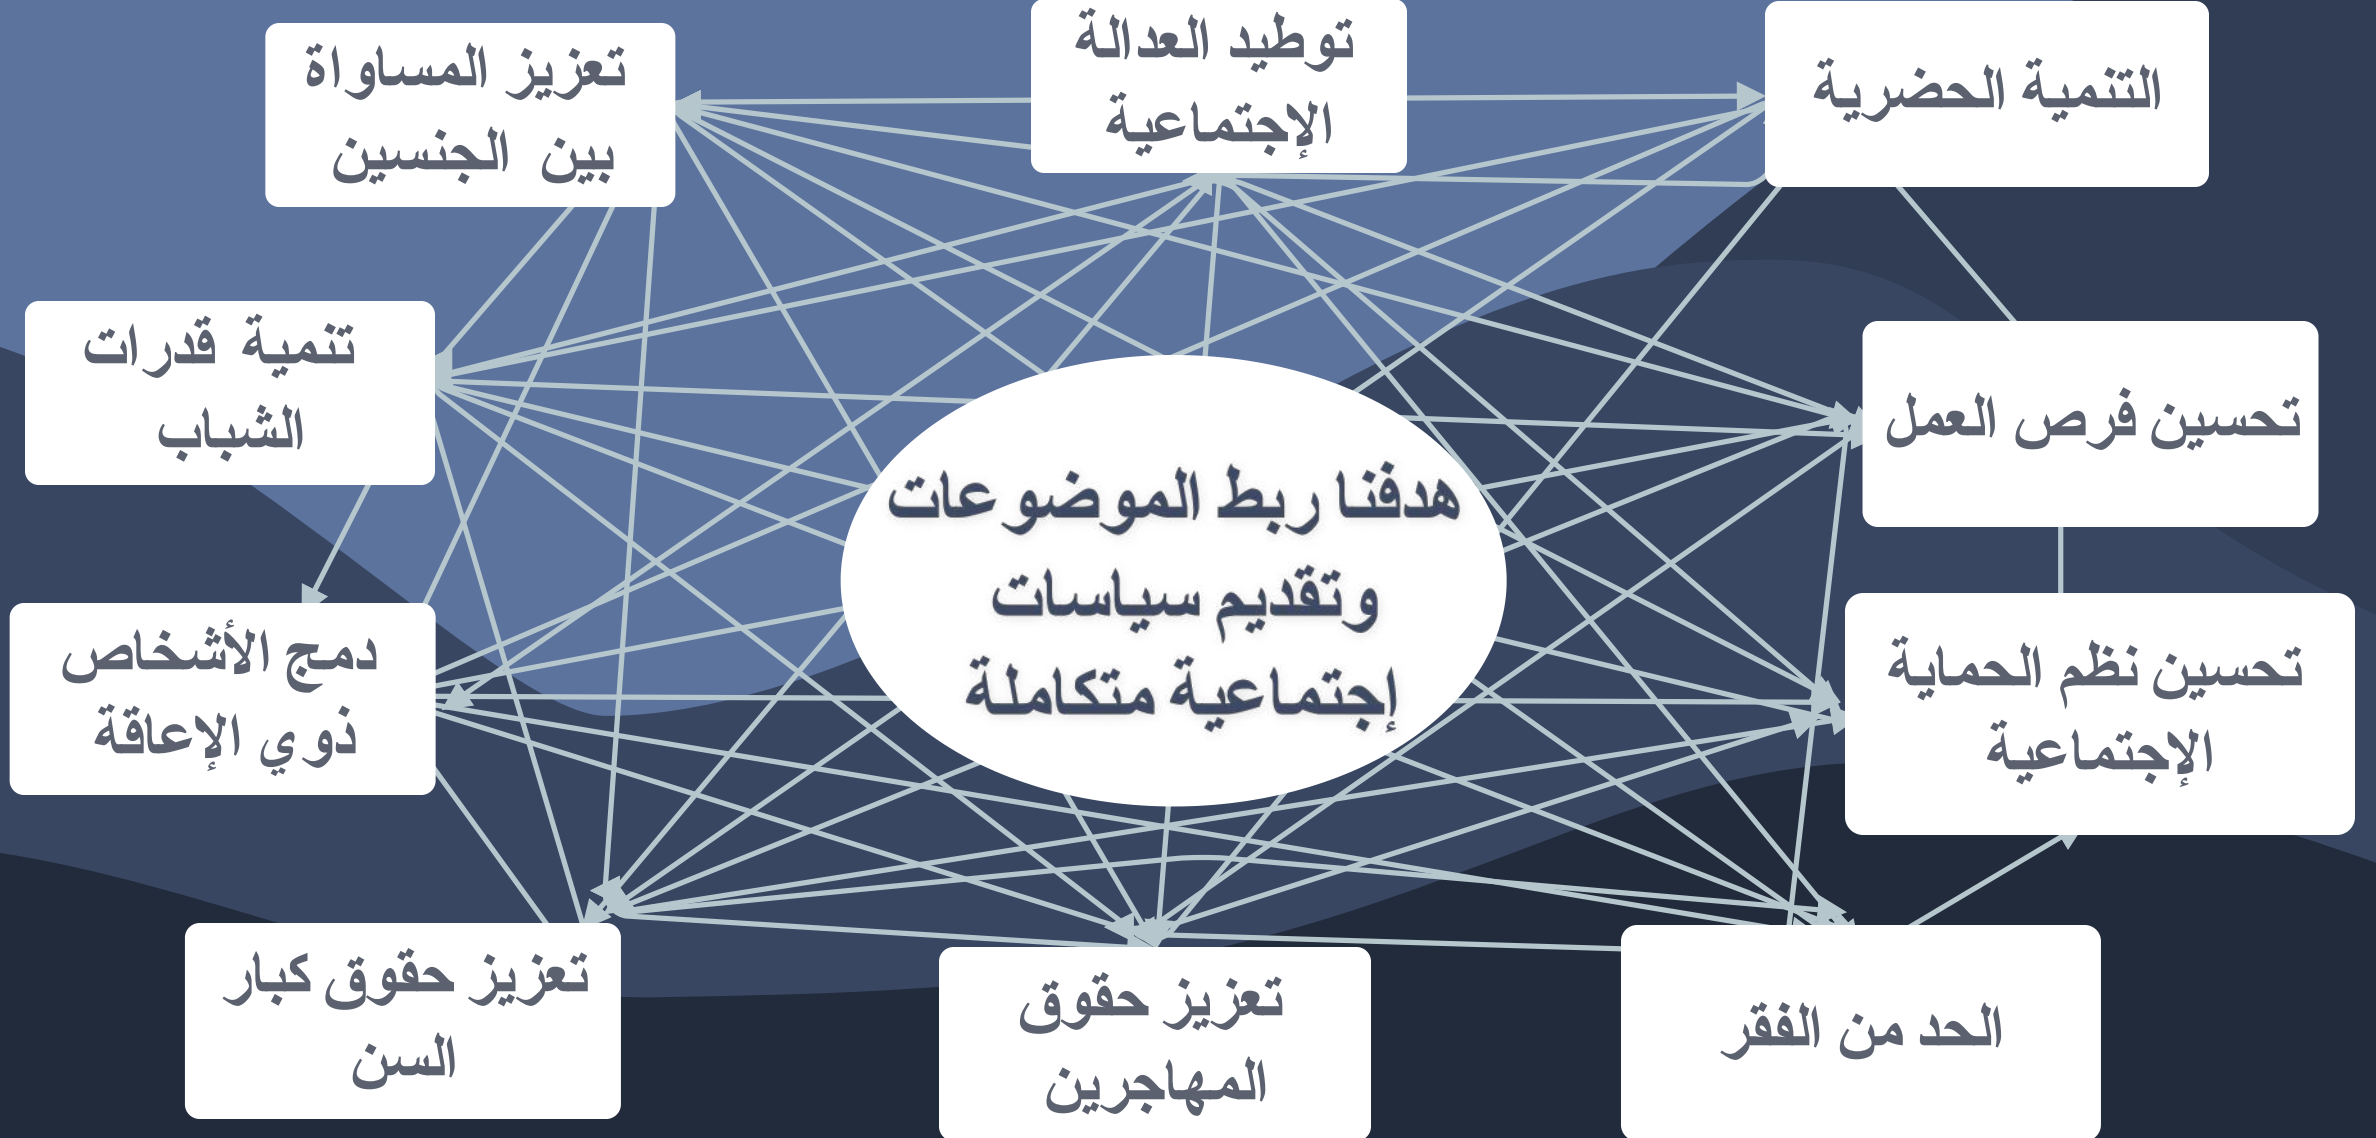 توطيد العدالة
الإجتماعية
التنمية الحضرية
تعزيز المساواة
بين الجنسين
تنمية قدرات
الشباب
تحسين فرص العمل
هدفنا ربط الموضوعات
وتقديم سياسات
إجتماعية متكاملة
دمج الأشخاص
ذوي الإعاقة
تحسين نظم الحماية
الإجتماعية
تعزيز حقوق كبار
السن
تعزيز حقوق
المهاجرين
الحد من الفقر